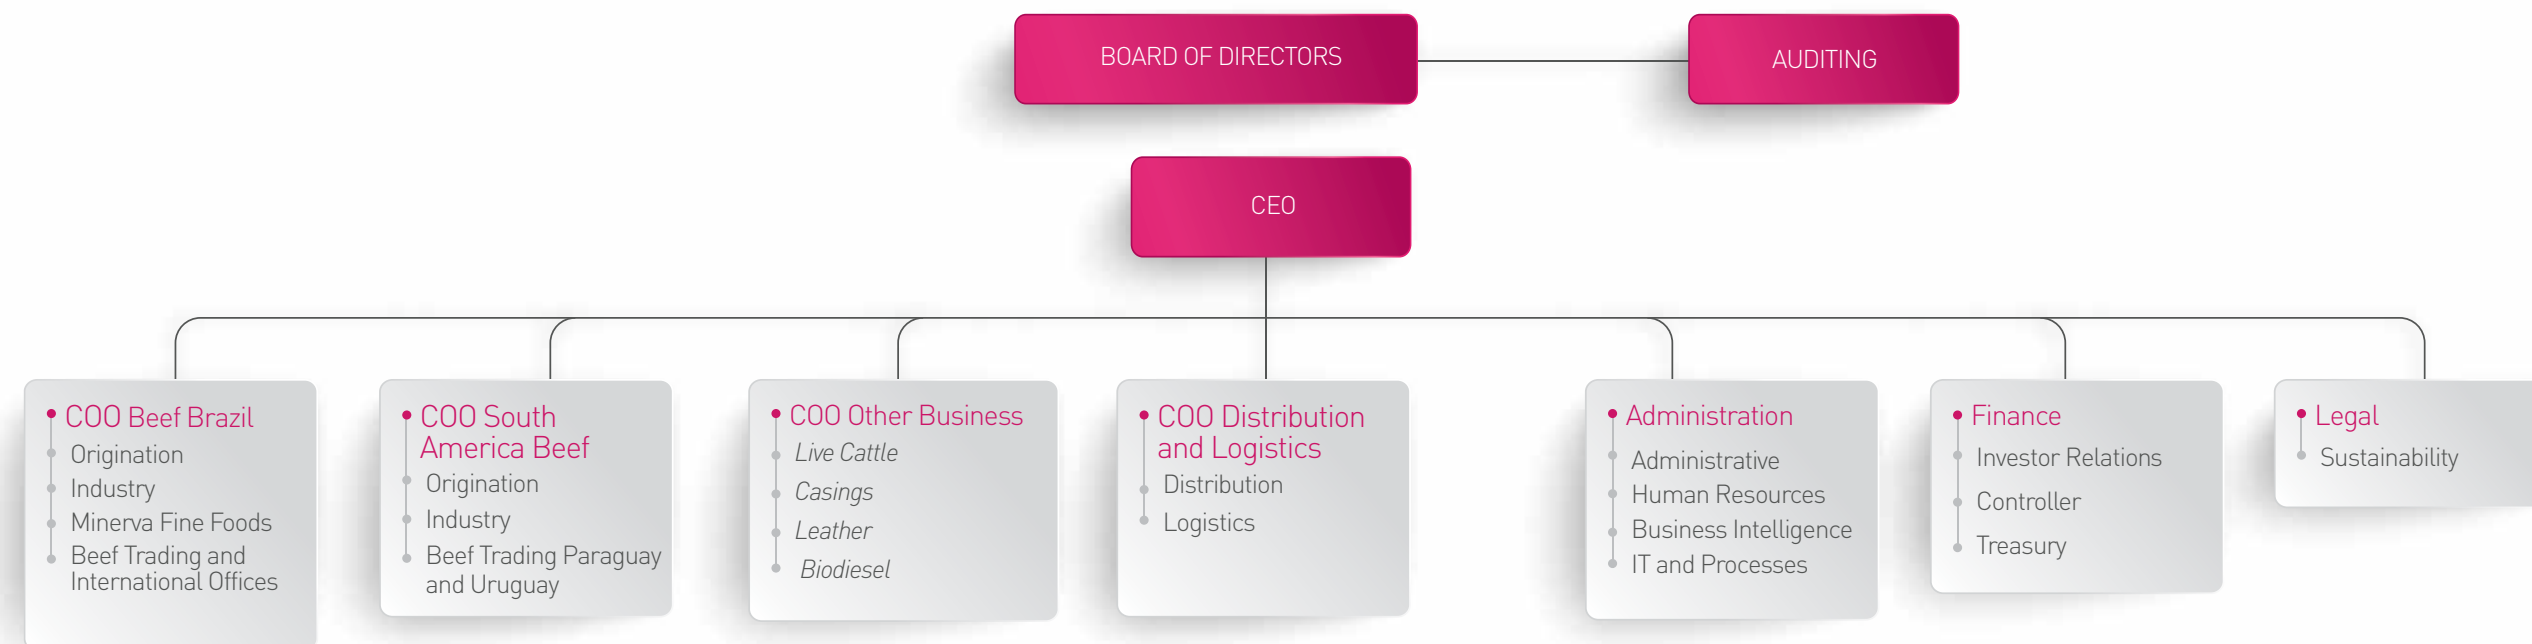 BOARD OF DIRECTORS
AUDITING
CEO
COO Beef Brazil
Origination
Industry
Minerva Fine Foods
Beef Trading and
International Offices
COO South
America Beef
Origination
Industry
Beef Trading Paraguay
and Uruguay
COO Other Business
Live Cattle
Casings
Leather
Biodiesel
COO Distribution
and Logistics
Distribution
Logistics
Administration
Administrative
Human Resources
Business Intelligence
IT and Processes
Finance
Investor Relations
Controller
Treasury
Legal
Sustainability